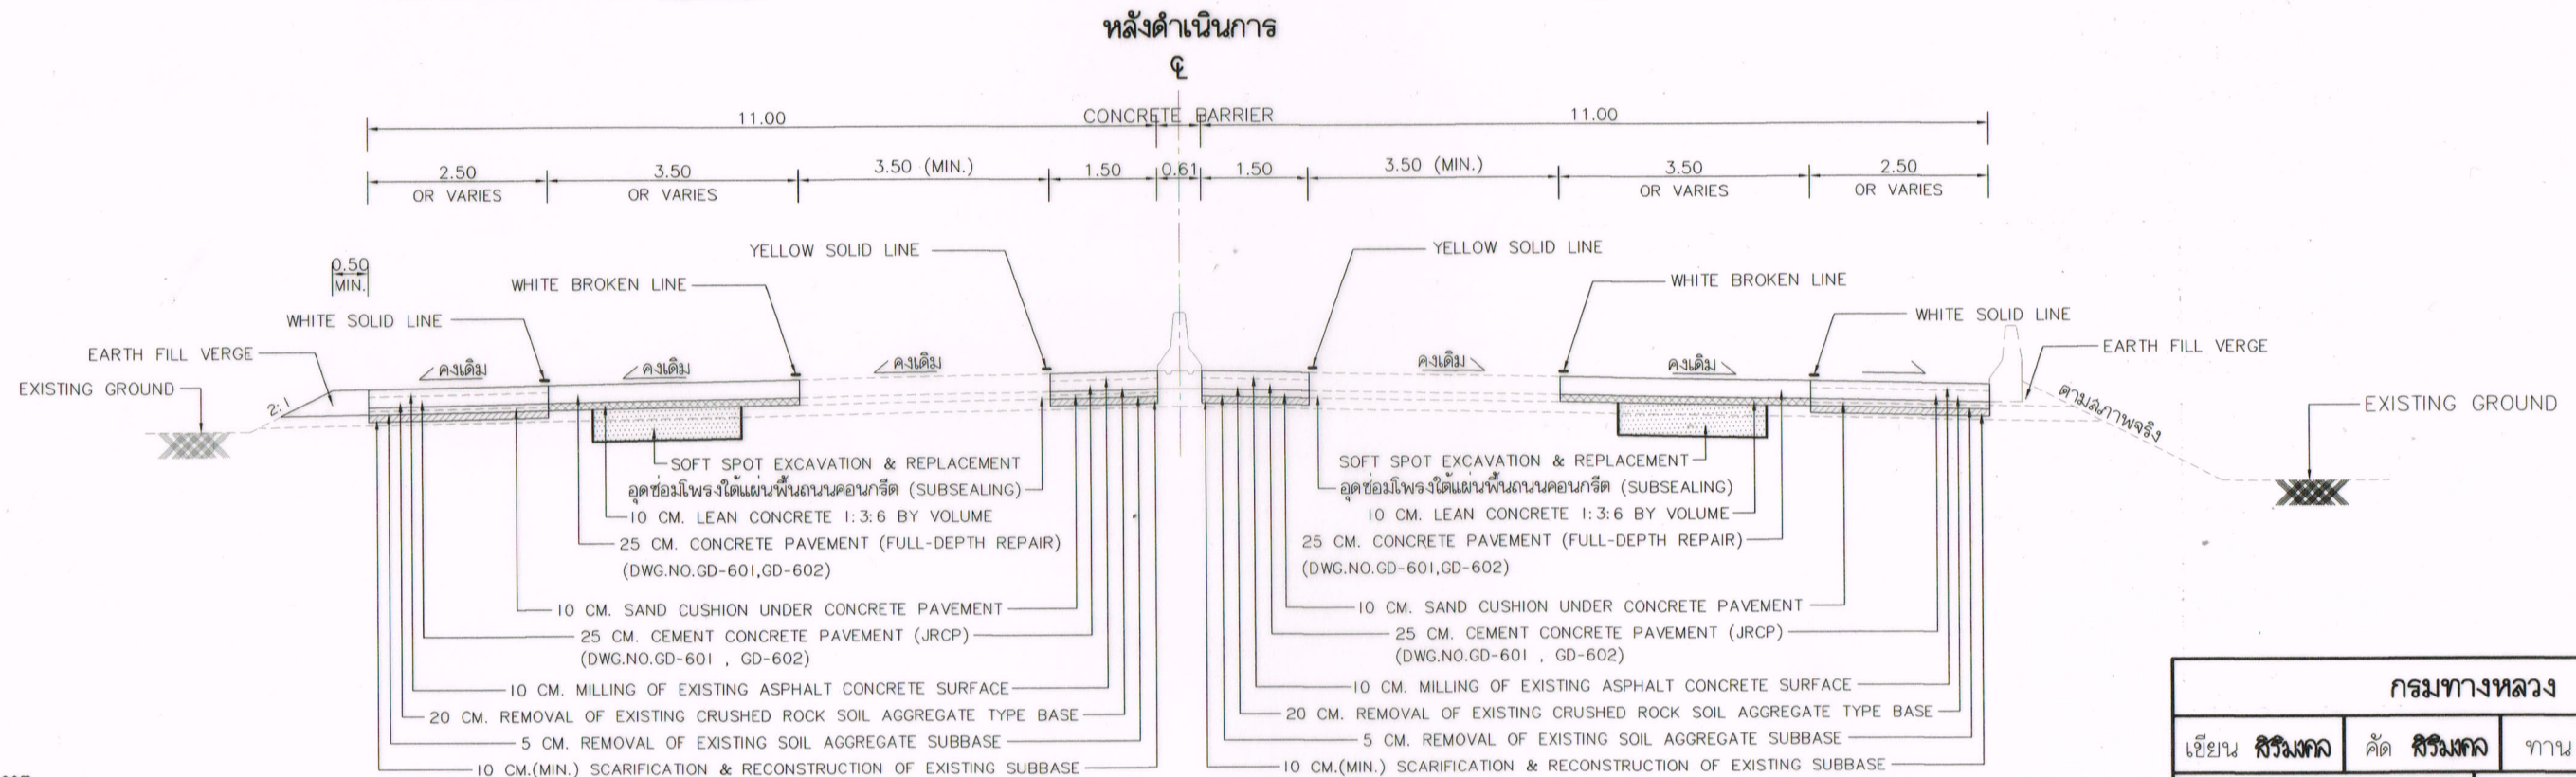 หลังดำเนินการ
℄
11.00 CONCRETE BARRIER 11.00
2.50 3.50 3.50 (MIN.) 1.50 0.61 1.50 3.50 (MIN.) 3.50 2.50
OR VARIES OR VARIES OR VARIES OR VARIES
YELLOW SOLID LINE YELLOW SOLID LINE
0.50
MIN.
WHITE BROKEN LINE WHITE BROKEN LINE
WHITE SOLID LINE WHITE SOLID LINE
EARTH FILL VERGE EARTH FILL VERGE
คงเดิม คงเดิม คงเดิม คงเดิม คงเดิม
EXISTING GROUND EXISTING GROUND
2:1 ตามสภาพจริง
SOFT SPOT EXCAVATION & REPLACEMENT SOFT SPOT EXCAVATION & REPLACEMENT
อุดซ่อมโพรงใต้แผ่นพื้นถนนคอนกรีต (SUBSEALING) อุดซ่อมโพรงใต้แผ่นพื้นถนนคอนกรีต (SUBSEALING)
10 CM. LEAN CONCRETE 1:3:6 BY VOLUME 10 CM. LEAN CONCRETE 1:3:6 BY VOLUME
25 CM. CONCRETE PAVEMENT (FULL-DEPTH REPAIR) 25 CM. CONCRETE PAVEMENT (FULL-DEPTH REPAIR)
(DWG.NO.GD-601,GD-602) (DWG.NO.GD-601,GD-602)
10 CM. SAND CUSHION UNDER CONCRETE PAVEMENT 10 CM. SAND CUSHION UNDER CONCRETE PAVEMENT
25 CM. CEMENT CONCRETE PAVEMENT (JRCP) 25 CM. CEMENT CONCRETE PAVEMENT (JRCP)
(DWG.NO.GD-601 , GD-602) (DWG.NO.GD-601 , GD-602)
10 CM. MILLING OF EXISTING ASPHALT CONCRETE SURFACE 10 CM. MILLING OF EXISTING ASPHALT CONCRETE SURFACE
20 CM. REMOVAL OF EXISTING CRUSHED ROCK SOIL AGGREGATE TYPE BASE 20 CM. REMOVAL OF EXISTING CRUSHED ROCK SOIL AGGREGATE TYPE BASE
5 CM. REMOVAL OF EXISTING SOIL AGGREGATE SUBBASE 5 CM. REMOVAL OF EXISTING SOIL AGGREGATE SUBBASE
10 CM.(MIN.) SCARIFICATION & RECONSTRUCTION OF EXISTING SUBBASE 10 CM.(MIN.) SCARIFICATION & RECONSTRUCTION OF EXISTING SUBBASE
กรมทางหลวง
เขียน สิริมงคล คัด สิริมงคล ทาน